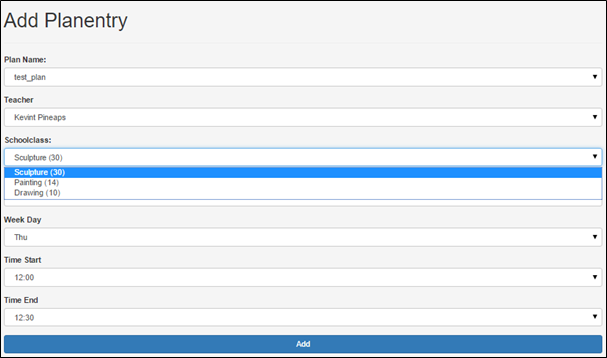 Add Planentry
Plan Name:
test_plan
Teacher
Kevint Pineaps
Schoolclass:
Sculpture (30)
Sculpture (30)
Painting (14)
Drawing (10)
Week Day
Thu
Time Start
12:00
Time End
12:30
Add